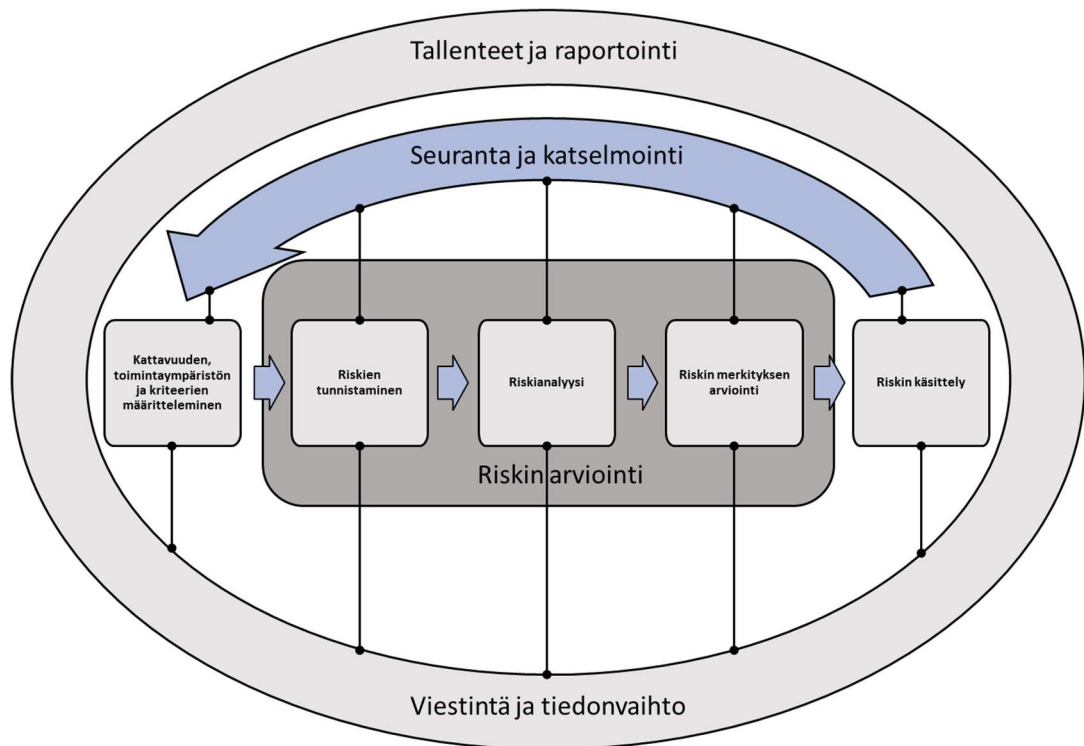 Tallenteet ja raportointi
Seuranta ja katselmointi
Kattavuuden,
toimintaympäristön
ja kriteerien
määritteleminen
Riskien
tunnistaminen
Riskianalyysi
Riskin merkityksen
arviointi
Riskin käsittely
Riskin arviointi
Viestintä ja tiedonvaihto